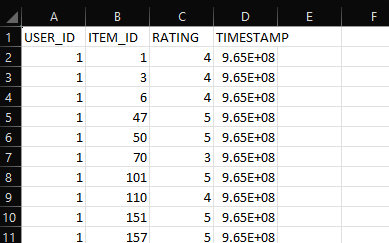 A B C D E F
1 USER_ID ITEM_ID RATING TIMESTAMP
2 1 1 4 9.65E+08
3 1 3 4 9.65E+08
4 1 6 4 9.65E+08
5 1 47 5 9.65E+08
6 1 50 5 9.65E+08
7 1 70 3 9.65E+08
8 1 101 5 9.65E+08
9 1 110 4 9.65E+08
10 1 151 5 9.65E+08
11 1 157 5 9.65E+08